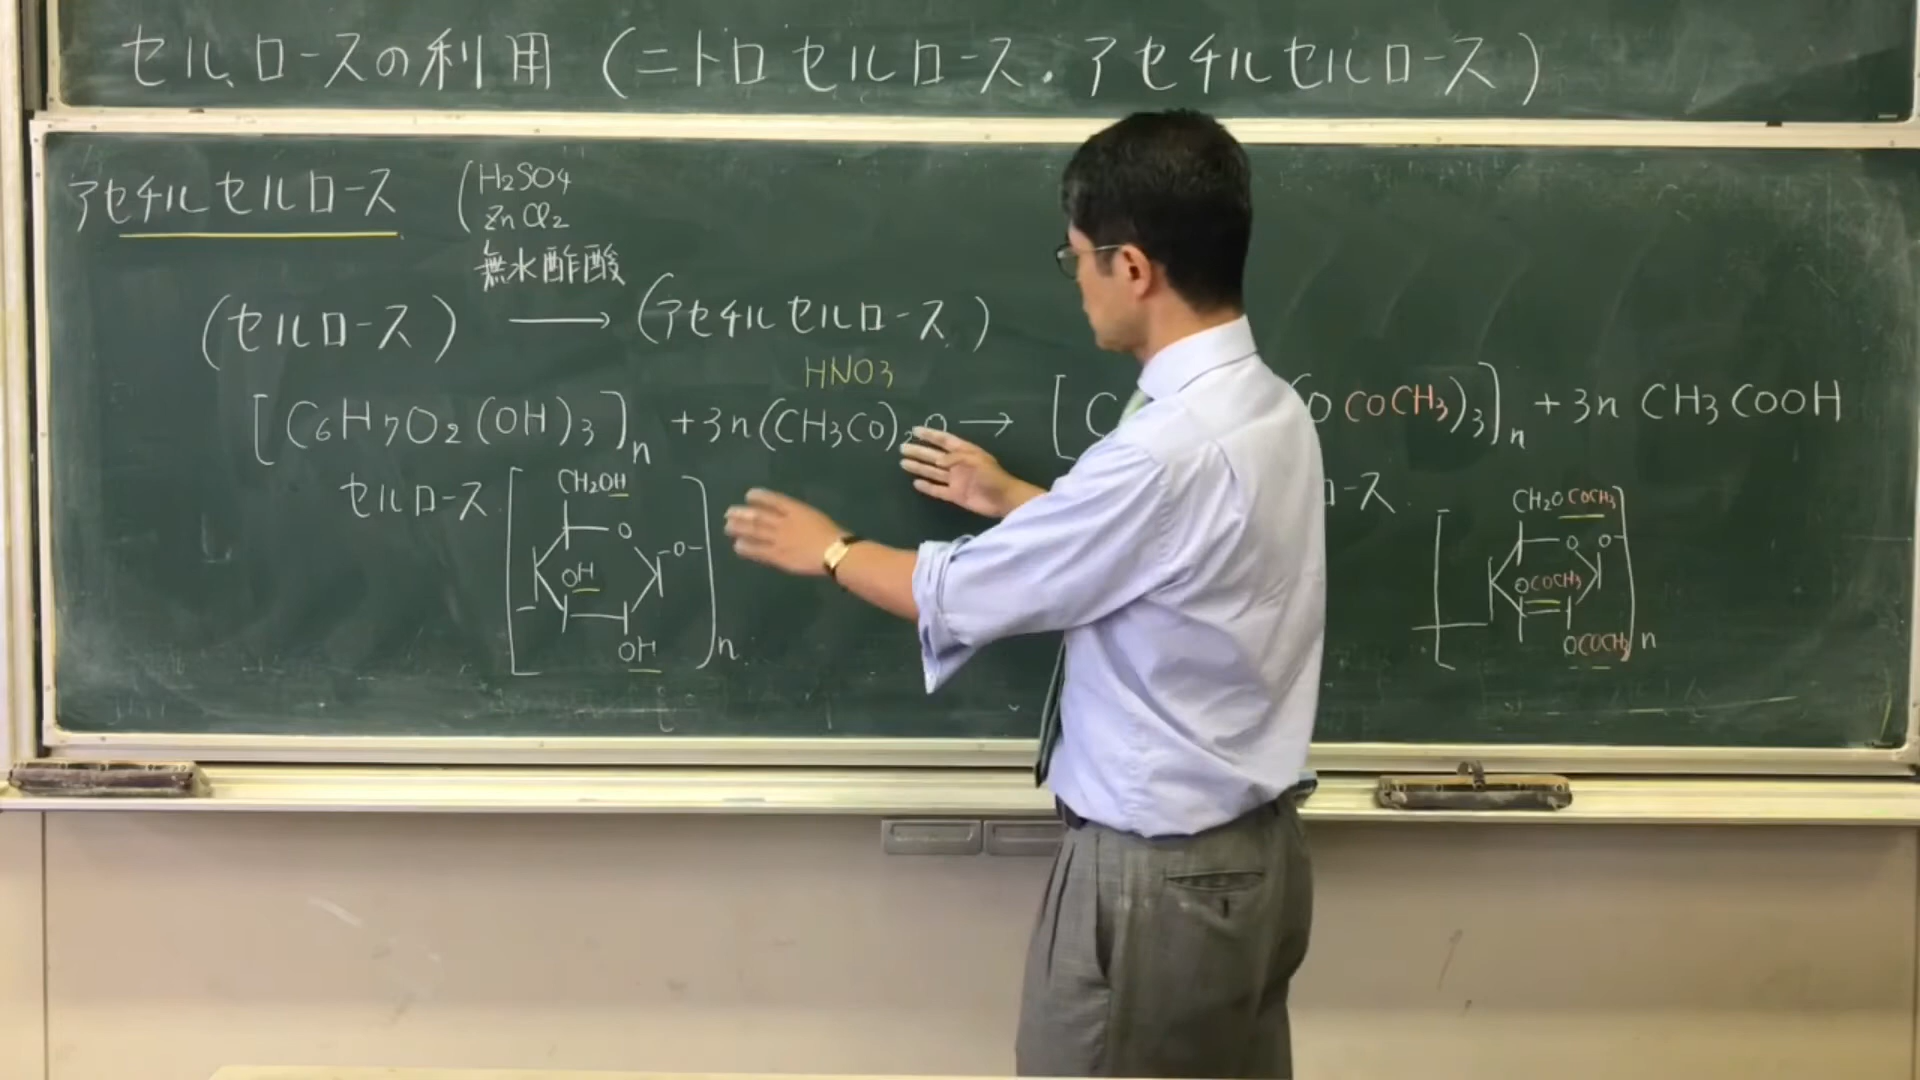 セルロースの利用（ニトロセルロース・アセチルセルロース）
アセチルセルロース
（H2SO4
ZnCl2
無水酢酸
（セルロース）→（アセチルセルロース）
HNO3
[C6H7O2(OH)3]n +3n(CH3CO)2O→ [C (OCOCH3)3]n +3n CH3COOH
セルロース
ロース
[ CH2OH
O
-O-
OH
OH
]n
[ CH2OCOCH3
O O-
OCOCH3
OCOCH3 ]n